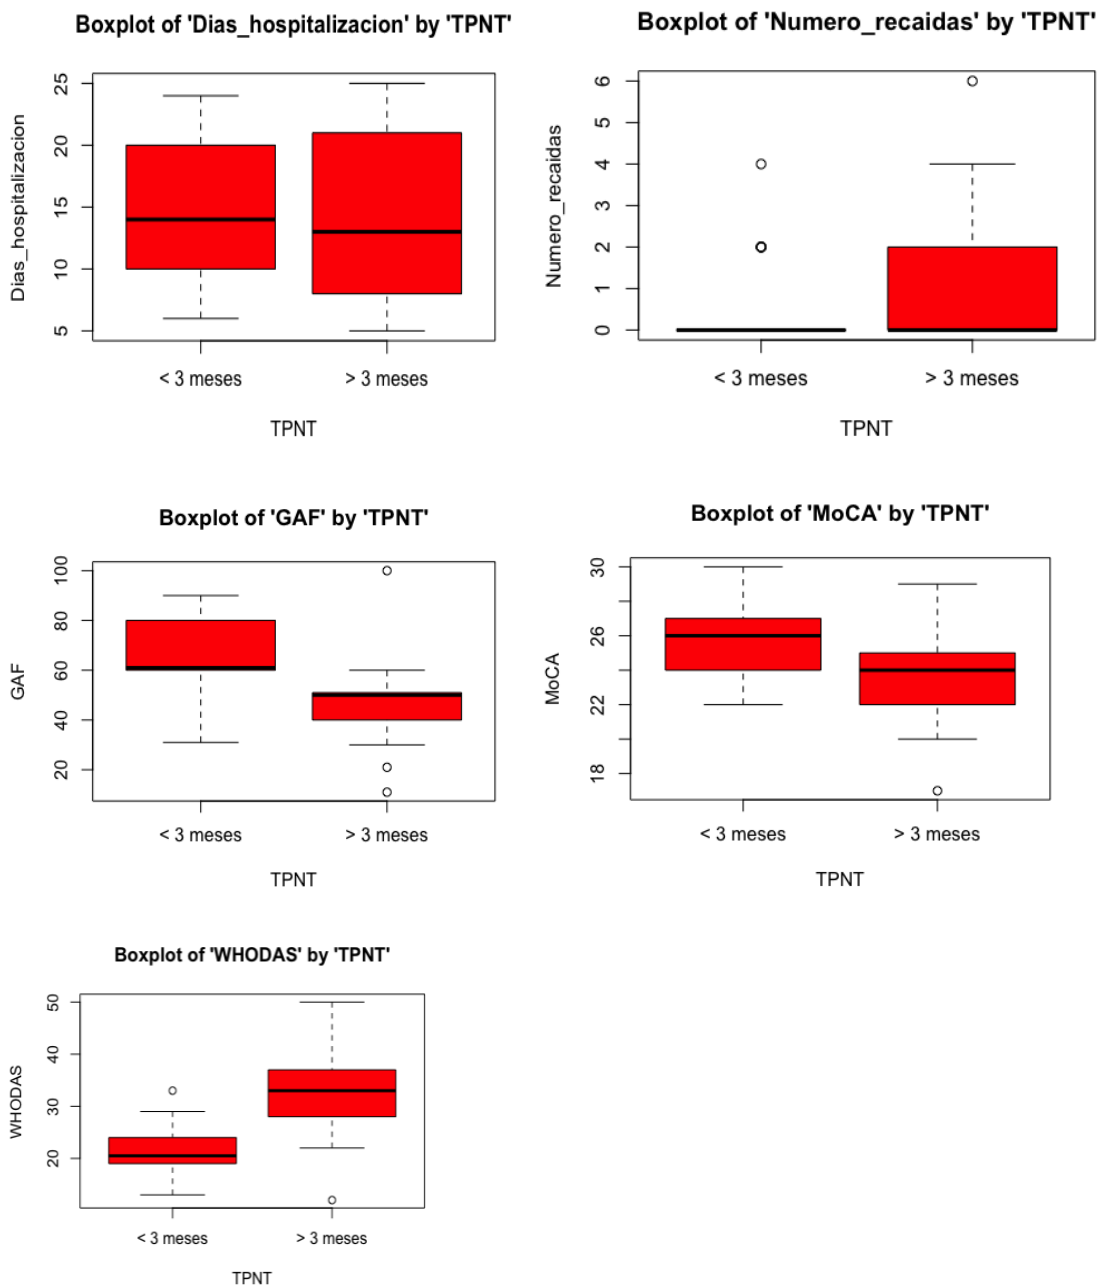 Boxplot of 'Dias_hospitalizacion' by 'TPNT'
Dias_hospitalizacion
25
20
15
10
5
< 3 meses
> 3 meses
TPNT
Boxplot of 'Numero_recaidas' by 'TPNT'
Numero_recaidas
6
5
4
3
2
1
0
< 3 meses
> 3 meses
TPNT
Boxplot of 'GAF' by 'TPNT'
GAF
100
80
60
40
20
< 3 meses
> 3 meses
TPNT
Boxplot of 'MoCA' by 'TPNT'
MoCA
30
26
22
18
< 3 meses
> 3 meses
TPNT
Boxplot of 'WHODAS' by 'TPNT'
WHODAS
50
40
30
20
< 3 meses
> 3 meses
TPNT